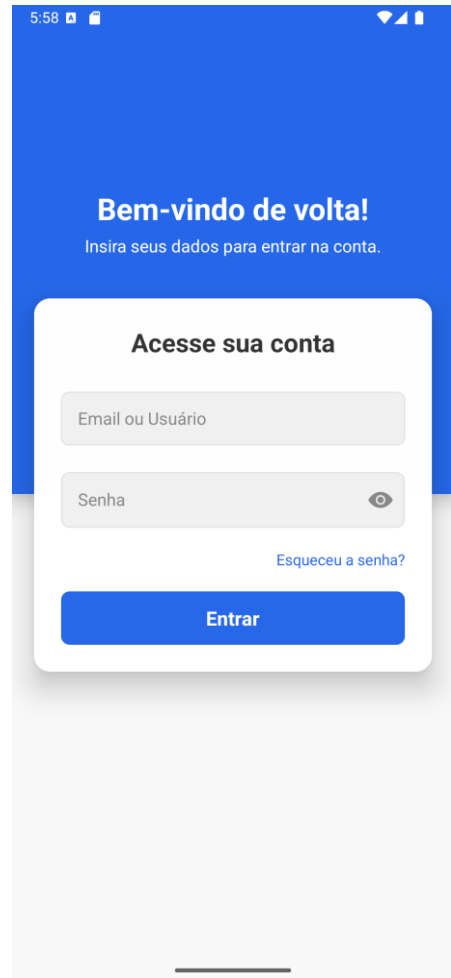 5:58
Bem-vindo de volta!
Insira seus dados para entrar na conta.
Acesse sua conta
Email ou Usuário
Senha
Esqueceu a senha?
Entrar